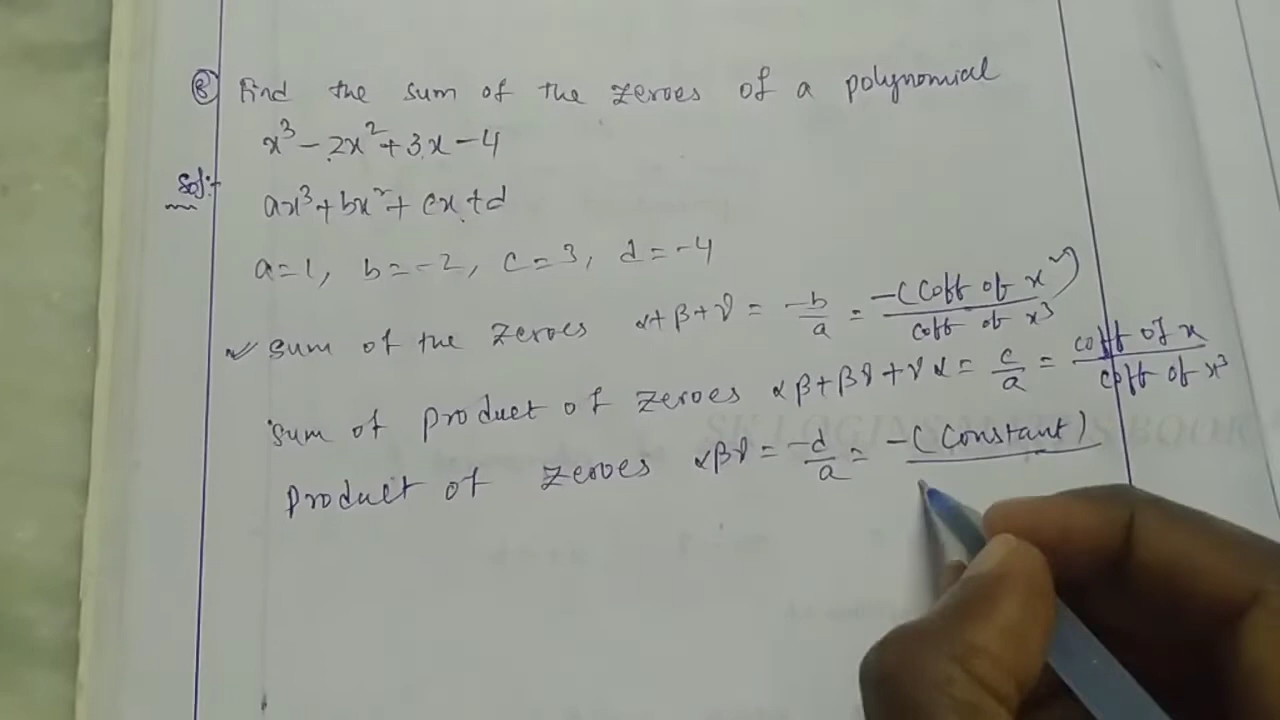 ⑧ Find the sum of the zeroes of a polynomial
x³ - 2x² + 3x - 4
Sol:-
ax³ + bx² + cx + d
a=1, b=-2, c=3, d=-4
✓ sum of the zeroes α+β+γ = -b/a = -(Coff of x²)/coff of x³
sum of product of zeroes αβ+βγ+γα = c/a = coff of x/coff of x³
product of zeroes αβγ = -d/a = -(Constant)